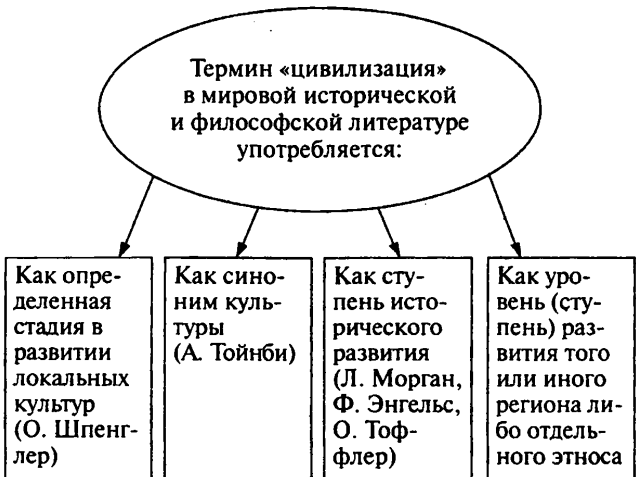 Термин «цивилизация»
в мировой исторической
и философской литературе
употребляется:
Как опре-
деленная
стадия в
развитии
локальных
культур
(О. Шпенг-
лер)
Как сино-
ним куль-
туры
(А. Тойнби)
Как сту-
пень исто-
рического
развития
(Л. Морган,
Ф. Энгельс,
О. Тоф-
флер)
Как уро-
вень (сту-
пень) раз-
вития того
или иного
региона ли-
бо отдель-
ного этноса